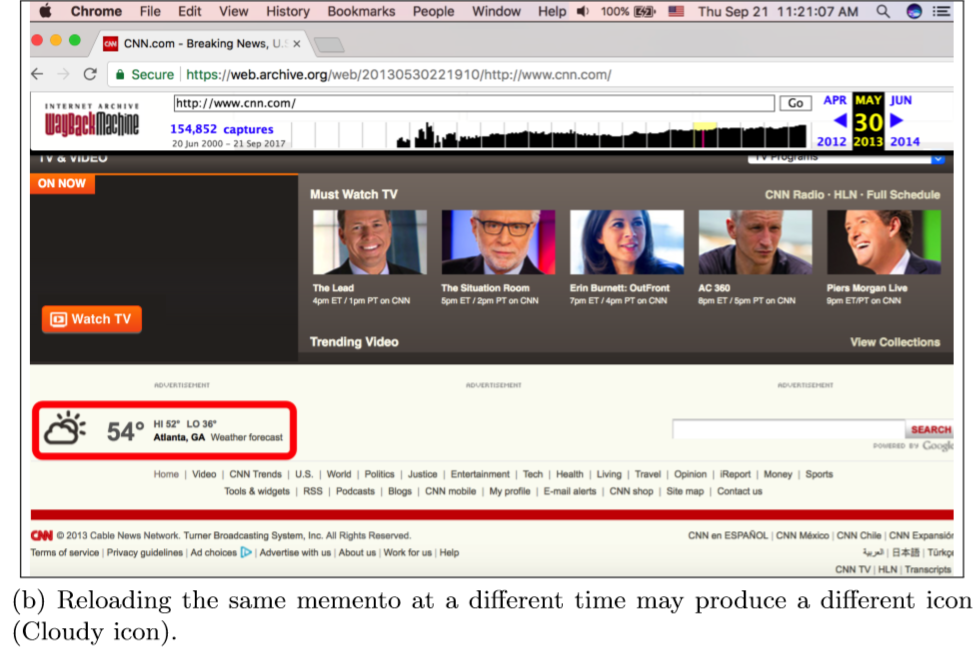 Chrome File Edit View History Bookmarks People Window Help 100% Thu Sep 21 11:21:07 AM
CNN CNN.com - Breaking News, U.S
Secure https://web.archive.org/web/20130530221910/http://www.cnn.com/
INTERNET ARCHIVE
WayBackMachine
http://www.cnn.com/ Go
154,852 captures
20 Jun 2000 – 21 Sep 2017
APR MAY JUN
30
2012 2013 2014
TV & VIDEO TV Programs
ON NOW
Must Watch TV CNN Radio · HLN · Full Schedule
The Lead
4pm ET / 1pm PT on CNN
The Situation Room
5pm ET / 2pm PT on CNN
Erin Burnett: OutFront
7pm ET / 4pm PT on CNN
AC 360
8pm ET / 5pm PT on CNN
Piers Morgan Live
9pm ET/PT on CNN
Watch TV
Trending Video View Collections
ADVERTISEMENT ADVERTISEMENT ADVERTISEMENT
54° HI 52° LO 36°
Atlanta, GA Weather forecast
SEARCH
POWERED BY Google
Home | Video | CNN Trends | U.S. | World | Politics | Justice | Entertainment | Tech | Health | Living | Travel | Opinion | iReport | Money | Sports
Tools & widgets | RSS | Podcasts | Blogs | CNN mobile | My profile | E-mail alerts | CNN shop | Site map | Contact us
CNN © 2013 Cable News Network. Turner Broadcasting System, Inc. All Rights Reserved.
Terms of service | Privacy guidelines | Ad choices | Advertise with us | About us | Work for us | Help
CNN en ESPAÑOL | CNN México | CNN Chile | CNN Expansión
العربية | 日本語 | Türkçe
CNN TV | HLN | Transcripts
(b) Reloading the same memento at a different time may produce a different icon
(Cloudy icon).